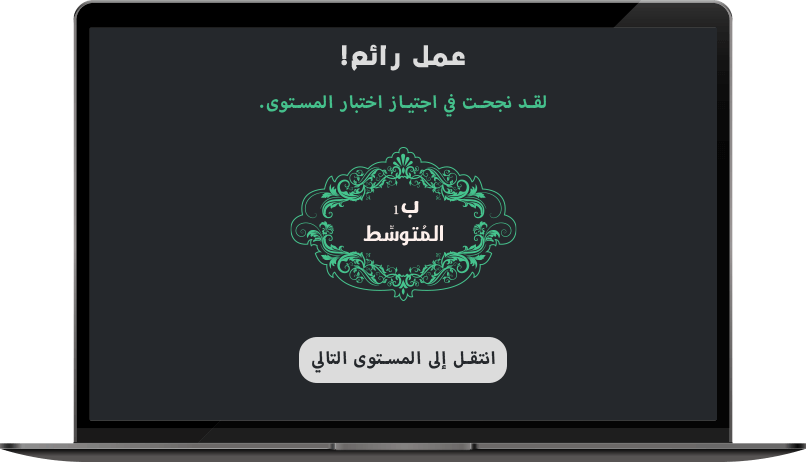 عمل رائع!
لقد نجحت في اجتياز اختبار المستوى.
ب1
المُتوسِّط
انتقل إلى المستوى التالي